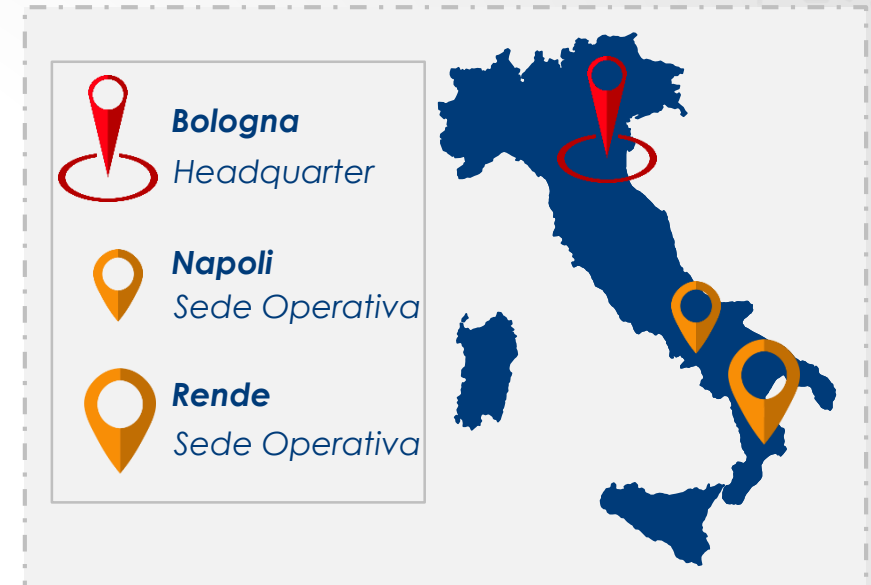 Bologna
Headquarter
Napoli
Sede Operativa
Rende
Sede Operativa